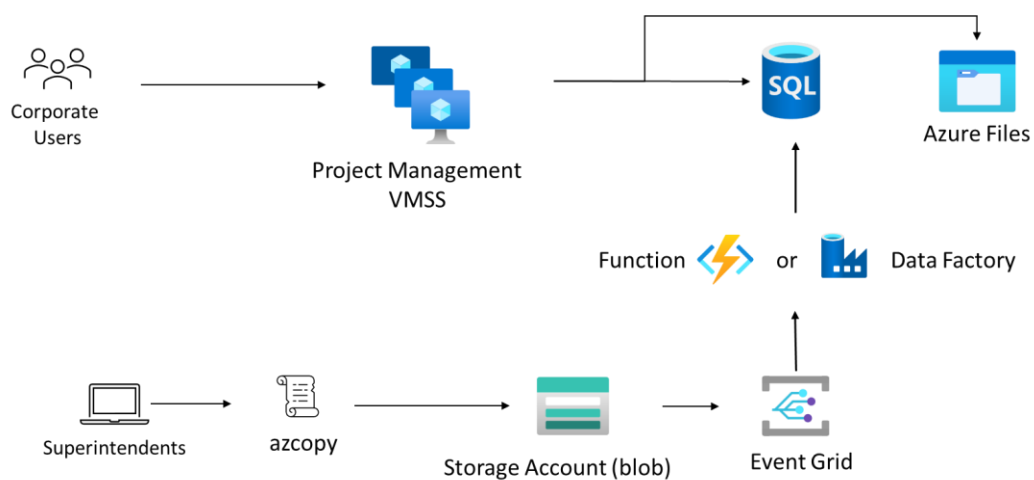 SQL
Corporate
Users
Azure Files
Project Management
VMSS
Function
or
Data Factory
Superintendents
azcopy
Storage Account (blob)
Event Grid